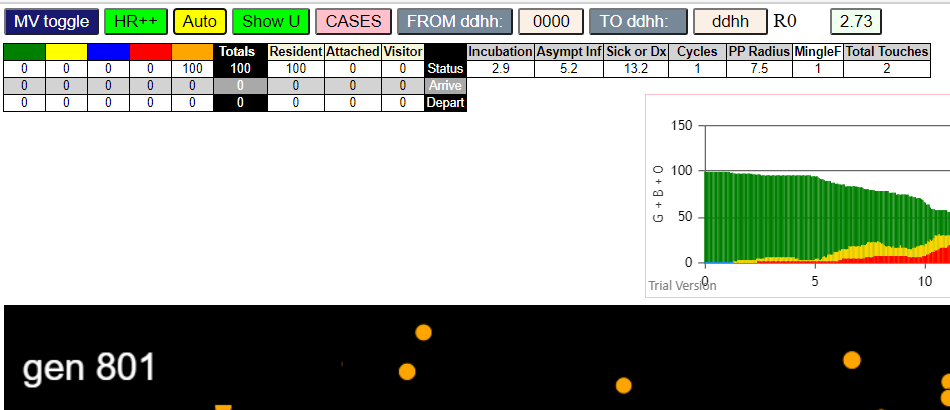 MV toggle HR++ Auto Show U CASES FROM ddhh: 0000 TO ddhh: ddhh R0 2.73
Totals Resident Attached Visitor Incubation Asympt Inf Sick or Dx Cycles PP Radius MingleF Total Touches
0 0 0 0 100 100 100 0 0 Status 2.9 5.2 13.2 1 7.5 1 2
0 0 0 0 0 0 0 0 0 Arrive
0 0 0 0 0 0 0 0 0 Depart
150
100
50
0
G + B + O
0 5 10
Trial Version
gen 801